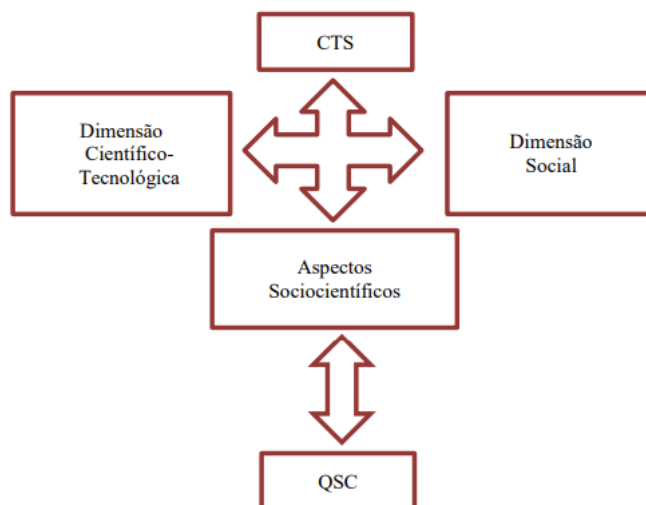 CTS
Dimensão
Científico-
Tecnológica
Dimensão
Social
Aspectos
Sociocientíficos
QSC